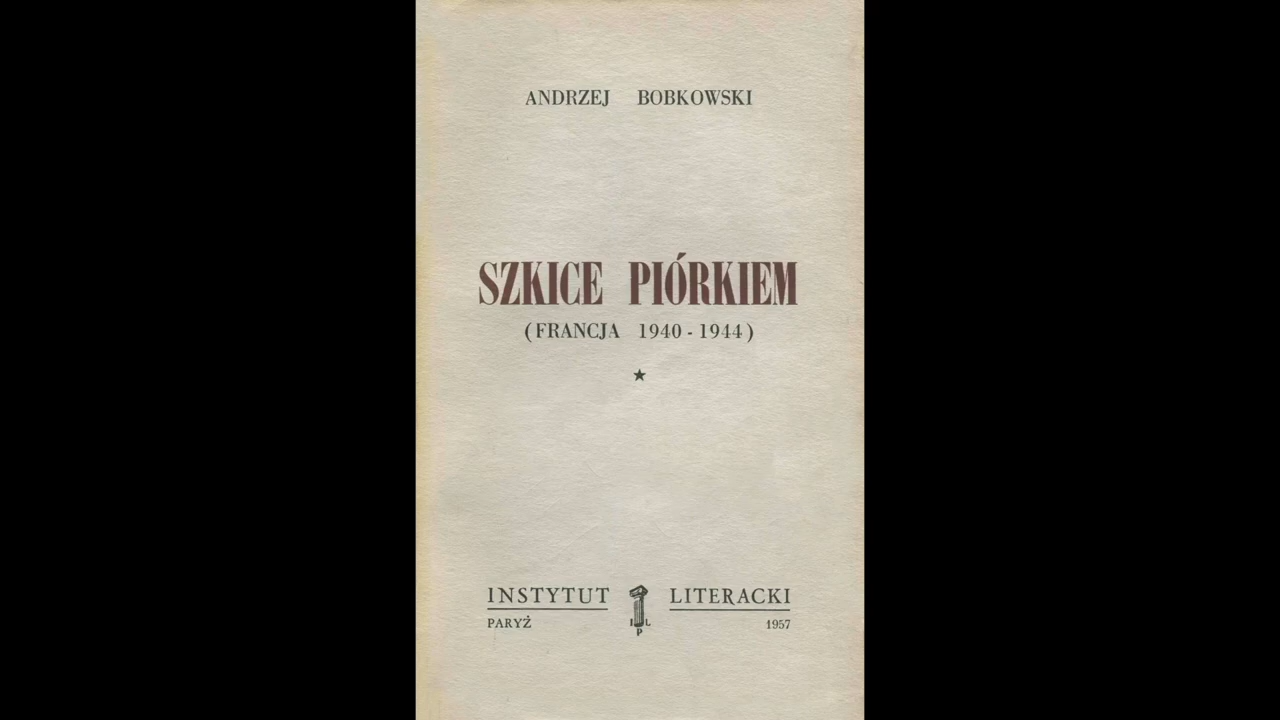 ANDRZEJ BOBKOWSKI
SZKICE PIÓRKIEM
(FRANCJA 1940 - 1944)
INSTYTUT LITERACKI
I L
P
PARYŻ 1957